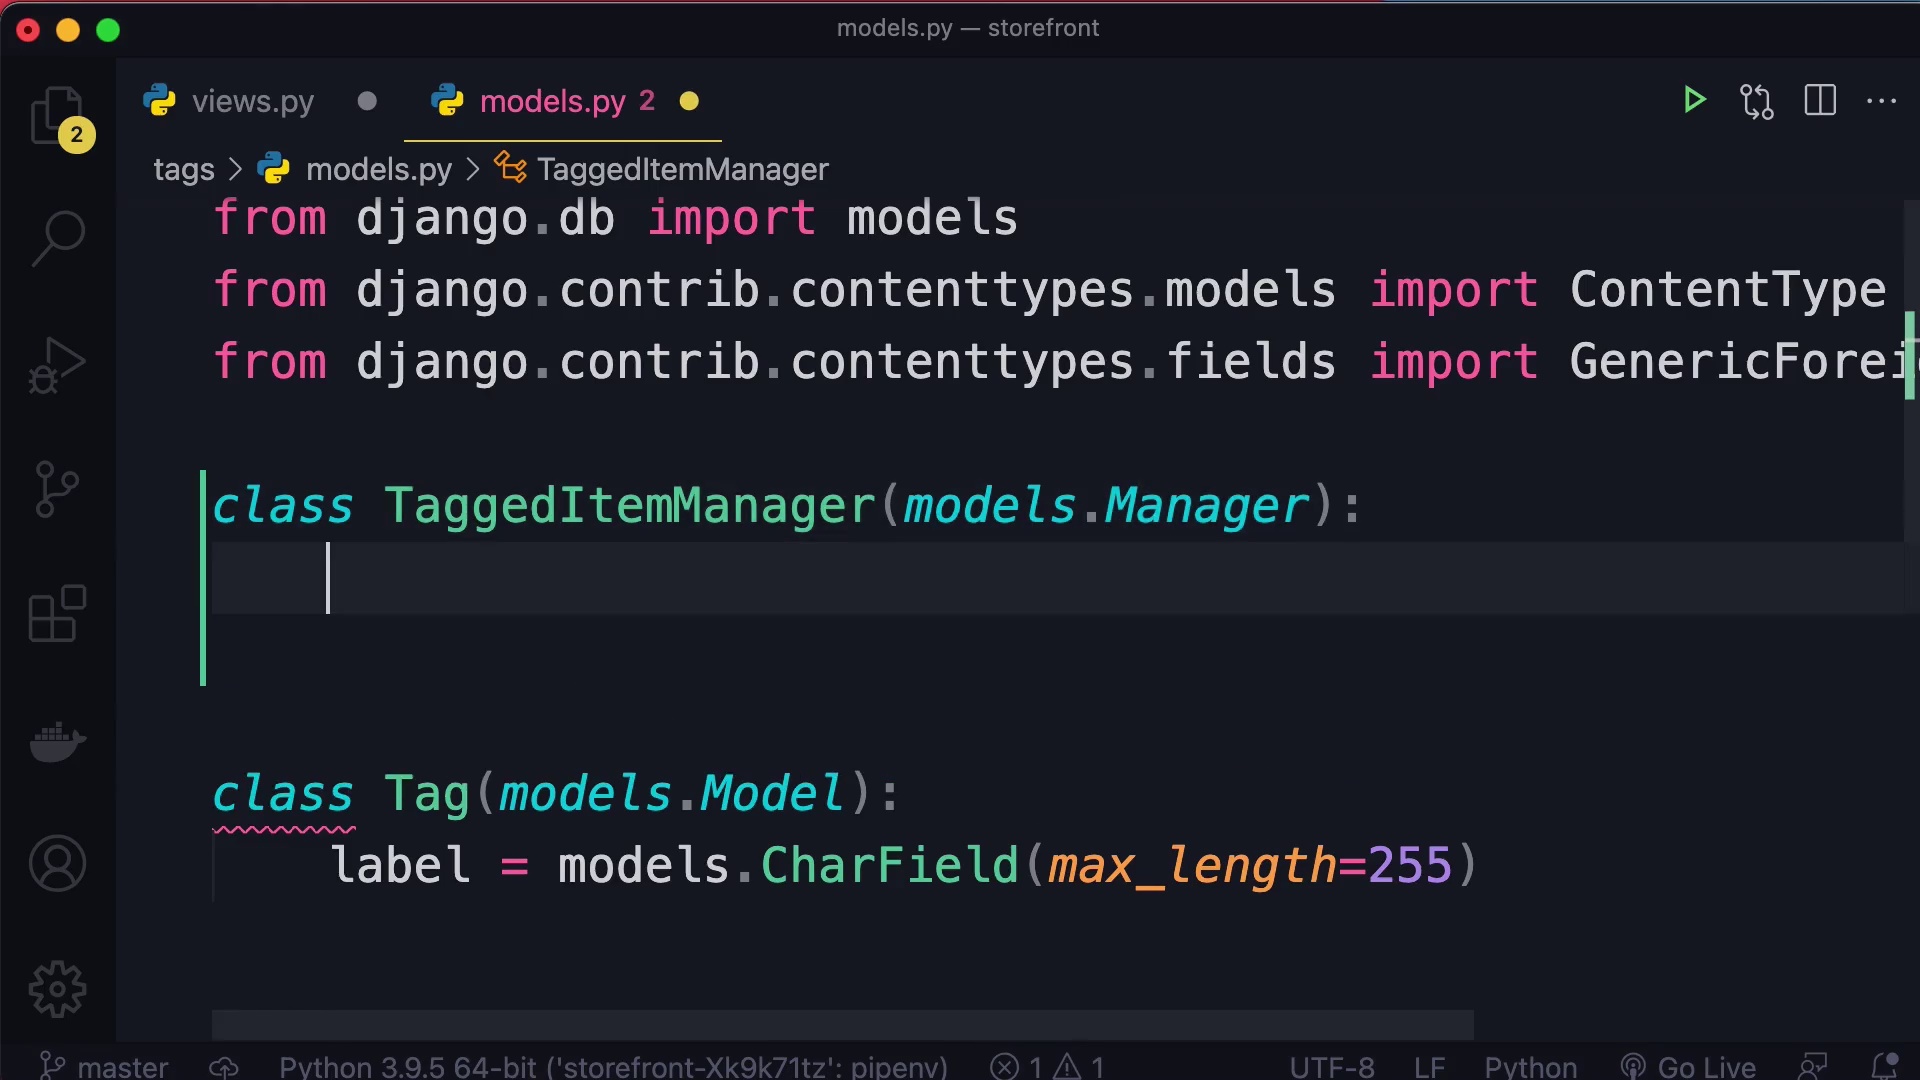 models.py — storefront
views.py
models.py 2
2
tags > models.py > TaggedItemManager
from django.db import models
from django.contrib.contenttypes.models import ContentType
from django.contrib.contenttypes.fields import GenericForei
class TaggedItemManager(models.Manager):
class Tag(models.Model):
label = models.CharField(max_length=255)
master Python 3.9.5 64-bit ('storefront-Xk9k71tz': pipenv) 1 1 UTF-8 LF Python Go Live